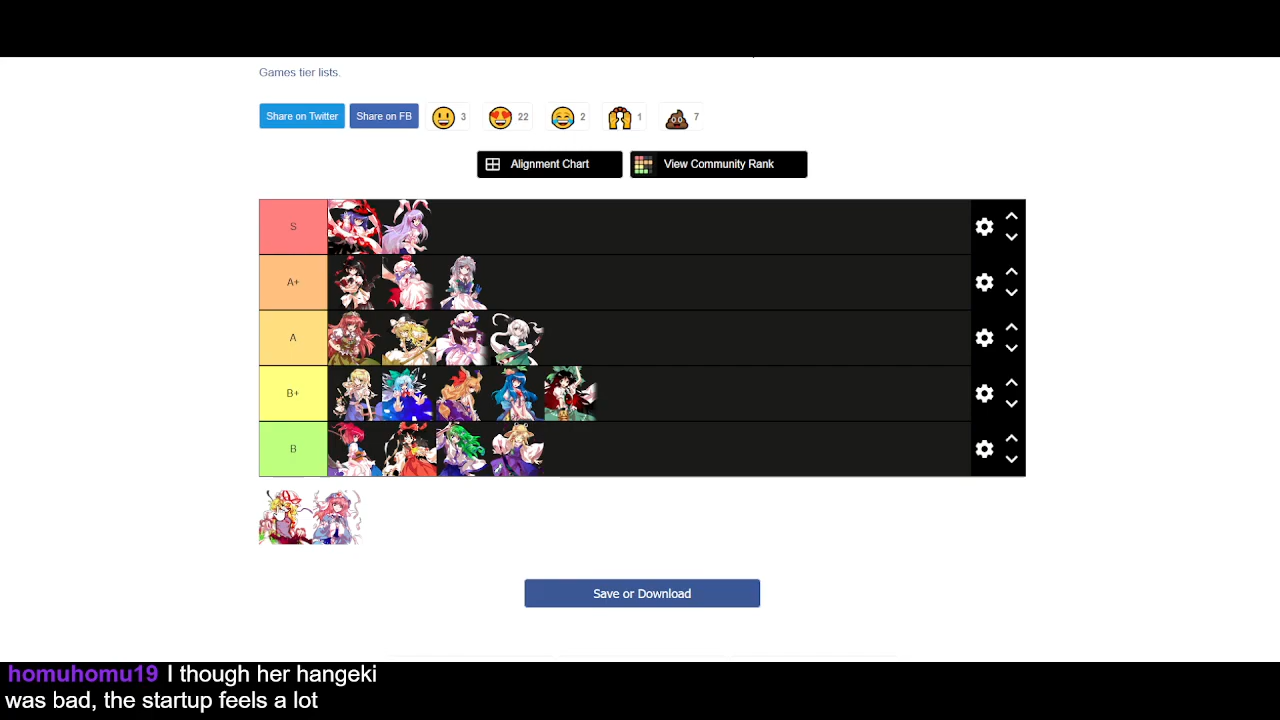 Games tier lists.
Share on Twitter Share on FB 3 22 2 1 7
Alignment Chart View Community Rank
S
A+
A
B+
B
Save or Download
homuhomu19 I though her hangeki
was bad, the startup feels a lot